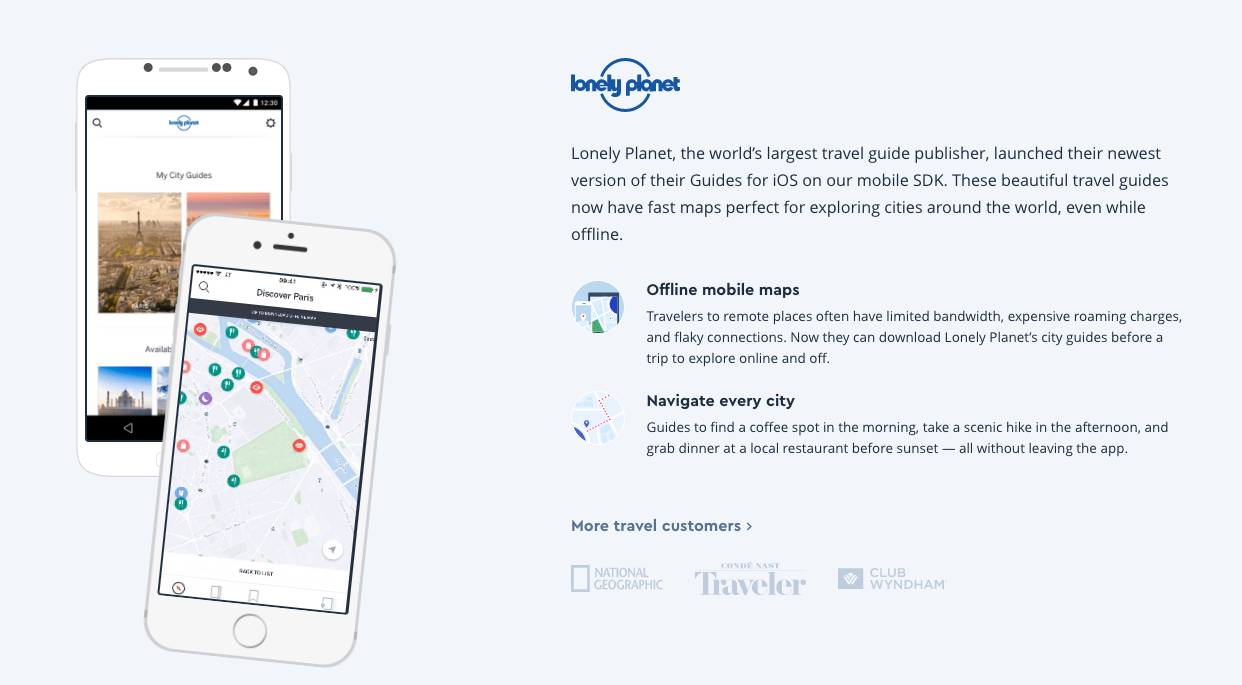 12:30
lonely planet
My City Guides
PARIS
Availab
09:41
100%
Discover Paris
BACK TO LIST
lonely planet
Lonely Planet, the world’s largest travel guide publisher, launched their newest
version of their Guides for iOS on our mobile SDK. These beautiful travel guides
now have fast maps perfect for exploring cities around the world, even while
offline.
Offline mobile maps
Travelers to remote places often have limited bandwidth, expensive roaming charges,
and flaky connections. Now they can download Lonely Planet’s city guides before a
trip to explore online and off.
Navigate every city
Guides to find a coffee spot in the morning, take a scenic hike in the afternoon, and
grab dinner at a local restaurant before sunset — all without leaving the app.
More travel customers ›
NATIONAL
GEOGRAPHIC
CONDÉ NAST
Traveler
CLUB
WYNDHAM